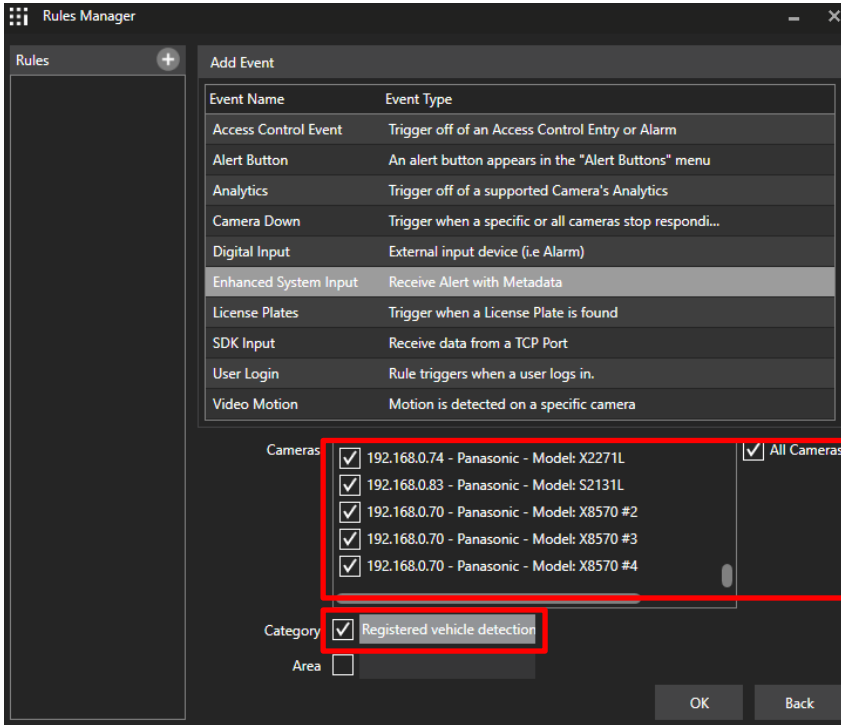 Rules Manager
Rules
Add Event
Event Name Event Type
Access Control Event Trigger off of an Access Control Entry or Alarm
Alert Button An alert button appears in the "Alert Buttons" menu
Analytics Trigger off of a supported Camera's Analytics
Camera Down Trigger when a specific or all cameras stop respondi...
Digital Input External input device (i.e Alarm)
Enhanced System Input Receive Alert with Metadata
License Plates Trigger when a License Plate is found
SDK Input Receive data from a TCP Port
User Login Rule triggers when a user logs in.
Video Motion Motion is detected on a specific camera
Cameras 192.168.0.74 - Panasonic - Model: X2271L All Cameras
192.168.0.83 - Panasonic - Model: S2131L
192.168.0.70 - Panasonic - Model: X8570 #2
192.168.0.70 - Panasonic - Model: X8570 #3
192.168.0.70 - Panasonic - Model: X8570 #4
Category Registered vehicle detection
Area
OK Back